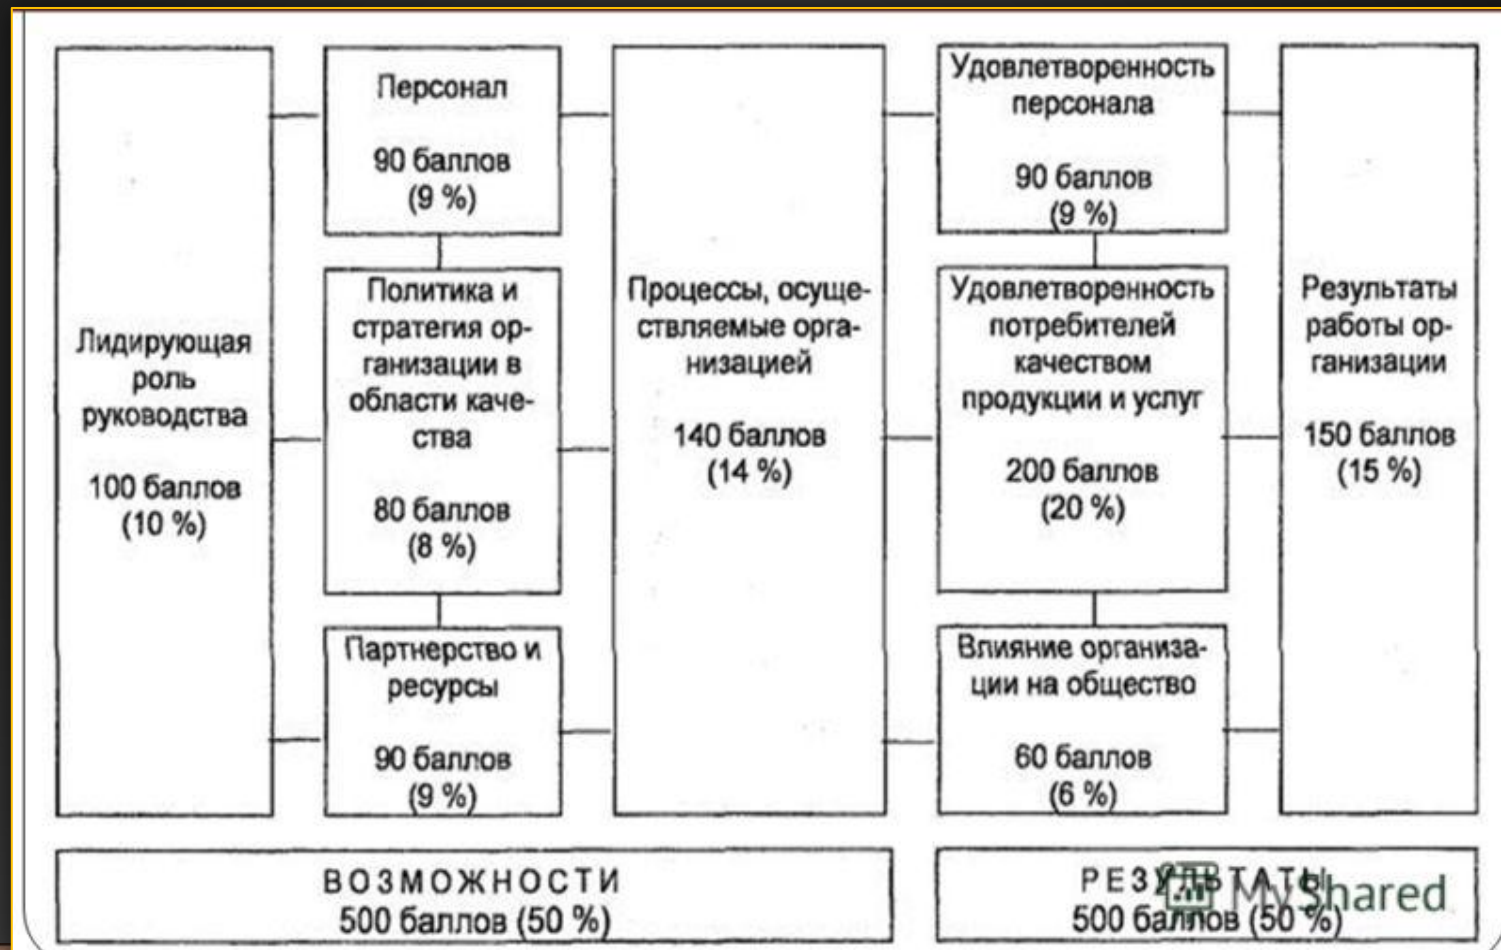 Лидирующая
роль
руководства
100 баллов
(10 %)
Персонал
90 баллов
(9 %)
Политика и
стратегия ор-
ганизации в
области каче-
ства
80 баллов
(8 %)
Партнерство и
ресурсы
90 баллов
(9 %)
Процессы, осуще-
ствляемые орга-
низацией
140 баллов
(14 %)
Удовлетворенность
персонала
90 баллов
(9 %)
Удовлетворенность
потребителей
качеством
продукции и услуг
200 баллов
(20 %)
Влияние организа-
ции на общество
60 баллов
(6 %)
Результаты
работы ор-
ганизации
150 баллов
(15 %)
ВОЗМОЖНОСТИ
500 баллов (50 %)
РЕЗУЛЬТАТЫ
500 баллов (50 %)
MyShared